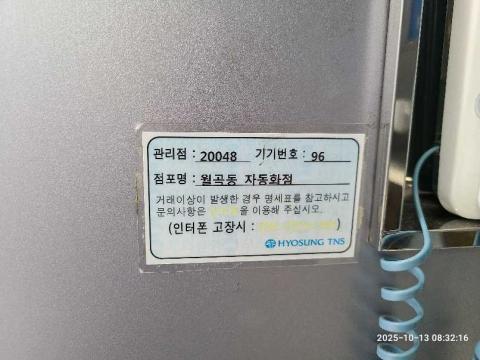 관리점 : 20048 기기번호 : 96
점포명 : 월곡동 자동화점
거래이상이 발생한 경우 명세표를 참고하시고
문의사항은 을 이용해 주십시오.
(인터폰 고장시 : )
HYOSUNG TNS
2025-10-13 08:32:16